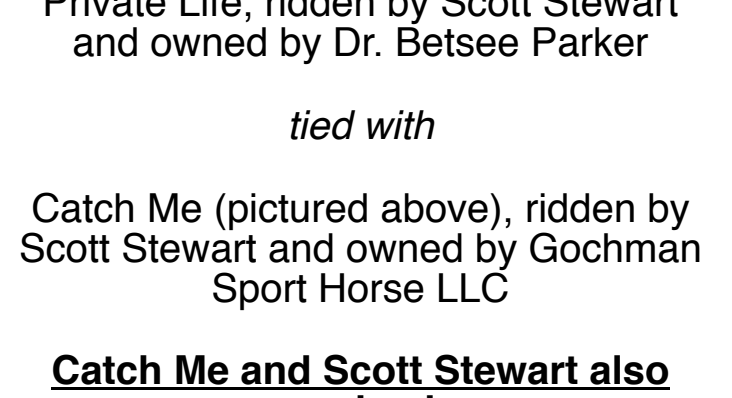 Private Life, ridden by Scott Stewart
and owned by Dr. Betsee Parker
tied with
Catch Me (pictured above), ridden by
Scott Stewart and owned by Gochman
Sport Horse LLC
Catch Me and Scott Stewart also